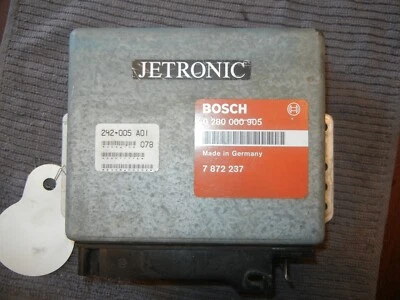 JETRONIC
BOSCH
0 280 000 905
Made in Germany
7 872 237
242•005 A01
078